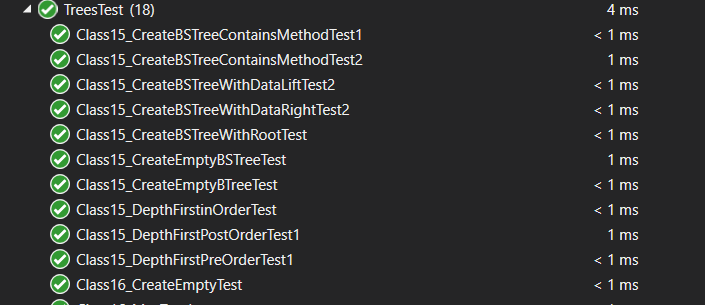 TreesTest (18) 4 ms
Class15_CreateBSTreeContainsMethodTest1 < 1 ms
Class15_CreateBSTreeContainsMethodTest2 1 ms
Class15_CreateBSTreeWithDataLiftTest2 < 1 ms
Class15_CreateBSTreeWithDataRightTest2 < 1 ms
Class15_CreateBSTreeWithRootTest < 1 ms
Class15_CreateEmptyBSTreeTest 1 ms
Class15_CreateEmptyBTreeTest < 1 ms
Class15_DepthFirstinOrderTest < 1 ms
Class15_DepthFirstPostOrderTest1 1 ms
Class15_DepthFirstPreOrderTest1 < 1 ms
Class16_CreateEmptyTest < 1 ms